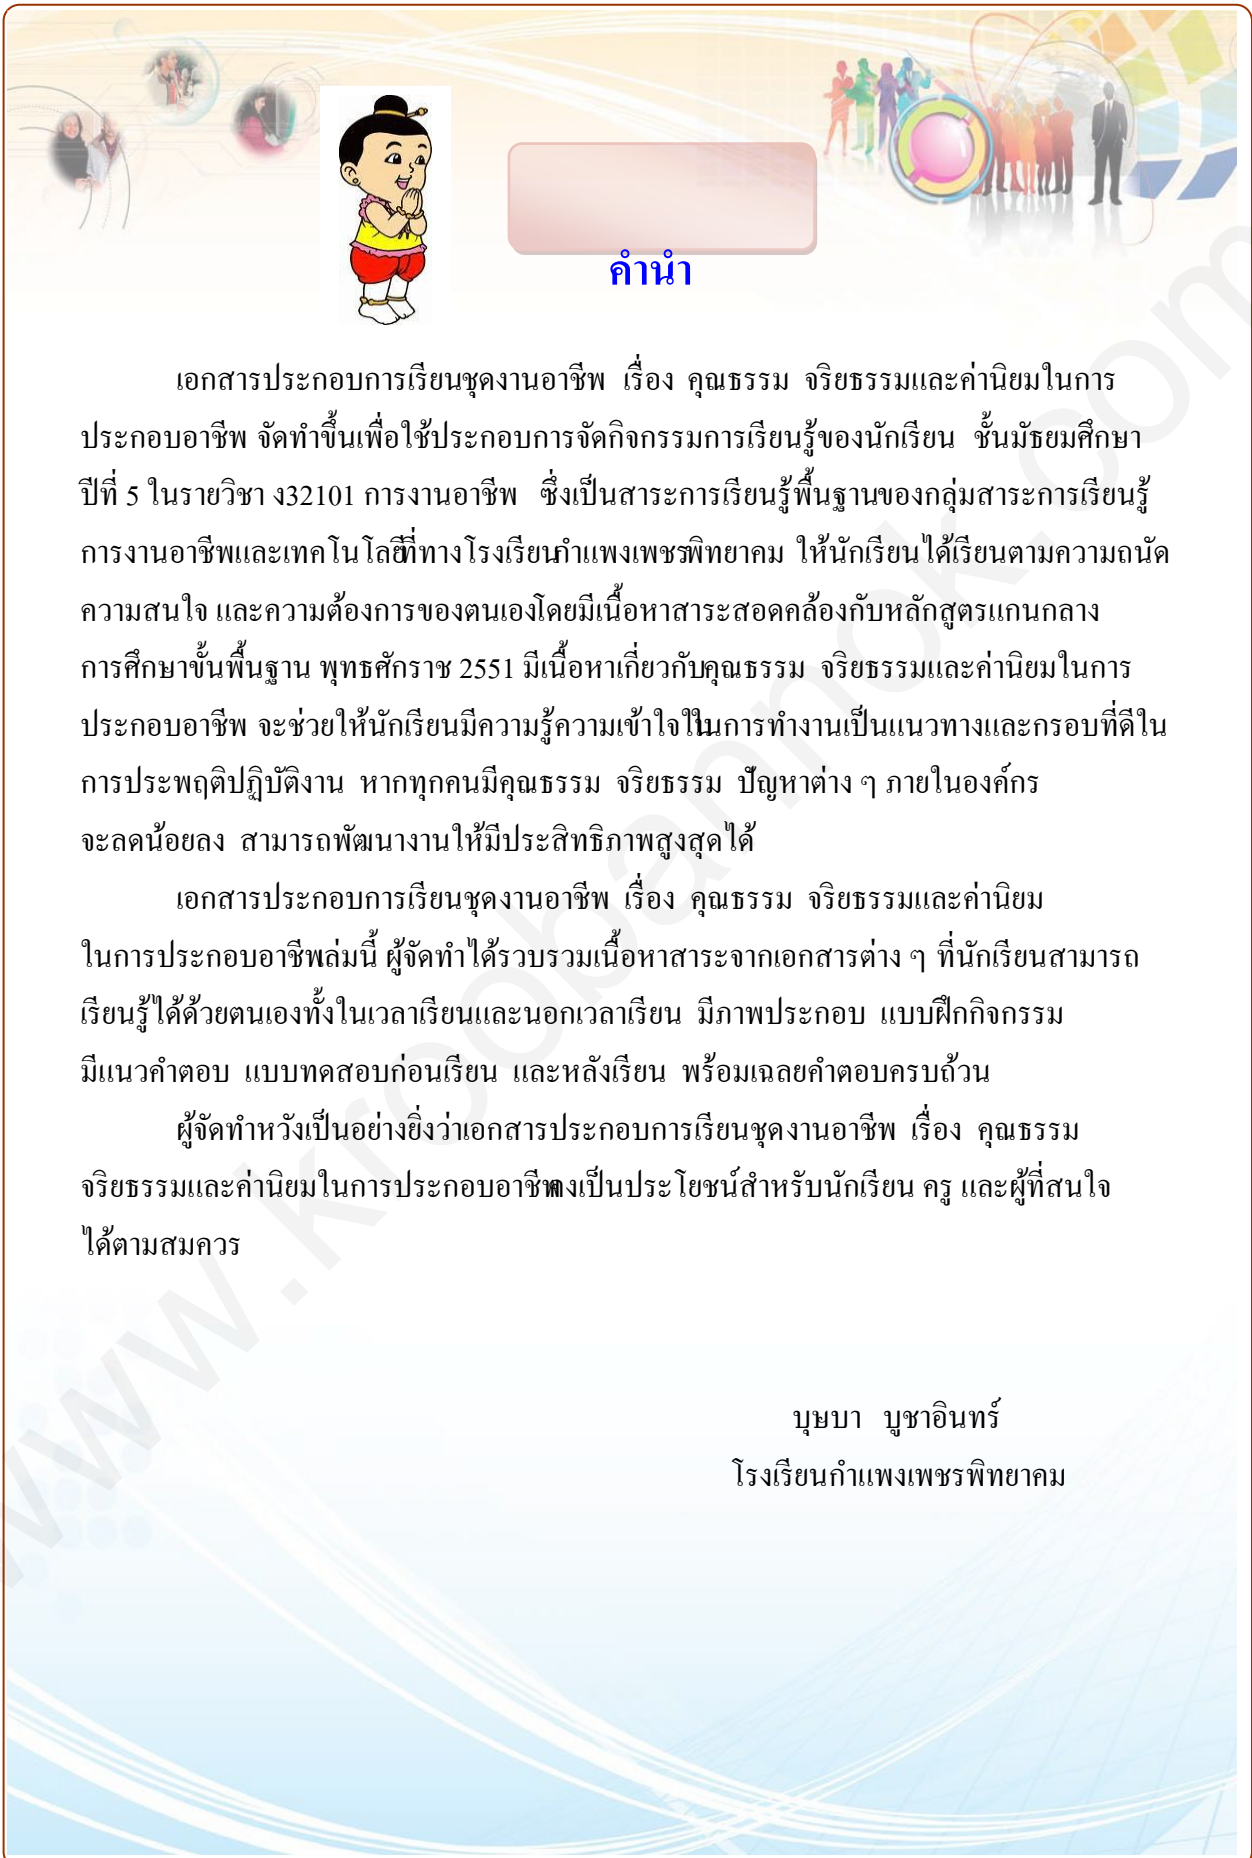 คำนำ
เอกสารประกอบการเรียนชุดงานอาชีพ เรื่อง คุณธรรม จริยธรรมและค่านิยมในการ
ประกอบอาชีพ จัดทำขึ้นเพื่อใช้ประกอบการจัดกิจกรรมการเรียนรู้ของนักเรียน ชั้นมัธยมศึกษา
ปีที่ 5 ในรายวิชา ง32101 การงานอาชีพ ซึ่งเป็นสาระการเรียนรู้พื้นฐานของกลุ่มสาระการเรียนรู้
การงานอาชีพและเทคโนโลยีที่ทางโรงเรียนกำแพงเพชรพิทยาคม ให้นักเรียนได้เรียนตามความถนัด
ความสนใจ และความต้องการของตนเองโดยมีเนื้อหาสาระสอดคล้องกับหลักสูตรแกนกลาง
การศึกษาขั้นพื้นฐาน พุทธศักราช 2551 มีเนื้อหาเกี่ยวกับคุณธรรม จริยธรรมและค่านิยมในการ
ประกอบอาชีพ จะช่วยให้นักเรียนมีความรู้ความเข้าใจในการทำงานเป็นแนวทางและกรอบที่ดีใน
การประพฤติปฏิบัติงาน หากทุกคนมีคุณธรรม จริยธรรม ปัญหาต่าง ๆ ภายในองค์กร
จะลดน้อยลง สามารถพัฒนางานให้มีประสิทธิภาพสูงสุดได้
เอกสารประกอบการเรียนชุดงานอาชีพ เรื่อง คุณธรรม จริยธรรมและค่านิยม
ในการประกอบอาชีพเล่มนี้ ผู้จัดทำได้รวบรวมเนื้อหาสาระจากเอกสารต่าง ๆ ที่นักเรียนสามารถ
เรียนรู้ได้ด้วยตนเองทั้งในเวลาเรียนและนอกเวลาเรียน มีภาพประกอบ แบบฝึกกิจกรรม
มีแนวคำตอบ แบบทดสอบก่อนเรียน และหลังเรียน พร้อมเฉลยคำตอบครบถ้วน
ผู้จัดทำหวังเป็นอย่างยิ่งว่าเอกสารประกอบการเรียนชุดงานอาชีพ เรื่อง คุณธรรม
จริยธรรมและค่านิยมในการประกอบอาชีพคงเป็นประโยชน์สำหรับนักเรียน ครู และผู้ที่สนใจ
ได้ตามสมควร
บุษบา บูชาอินทร์
โรงเรียนกำแพงเพชรพิทยาคม
www.kroobannok.com